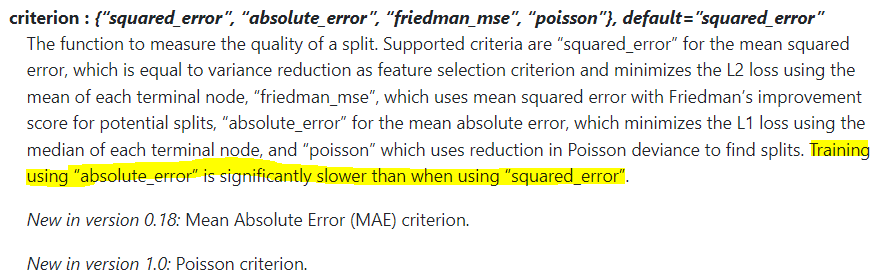 criterion : {“squared_error”, “absolute_error”, “friedman_mse”, “poisson”}, default=”squared_error”
The function to measure the quality of a split. Supported criteria are “squared_error” for the mean squared
error, which is equal to variance reduction as feature selection criterion and minimizes the L2 loss using the
mean of each terminal node, “friedman_mse”, which uses mean squared error with Friedman’s improvement
score for potential splits, “absolute_error” for the mean absolute error, which minimizes the L1 loss using the
median of each terminal node, and “poisson” which uses reduction in Poisson deviance to find splits. Training
using “absolute_error” is significantly slower than when using “squared_error”.
New in version 0.18: Mean Absolute Error (MAE) criterion.
New in version 1.0: Poisson criterion.